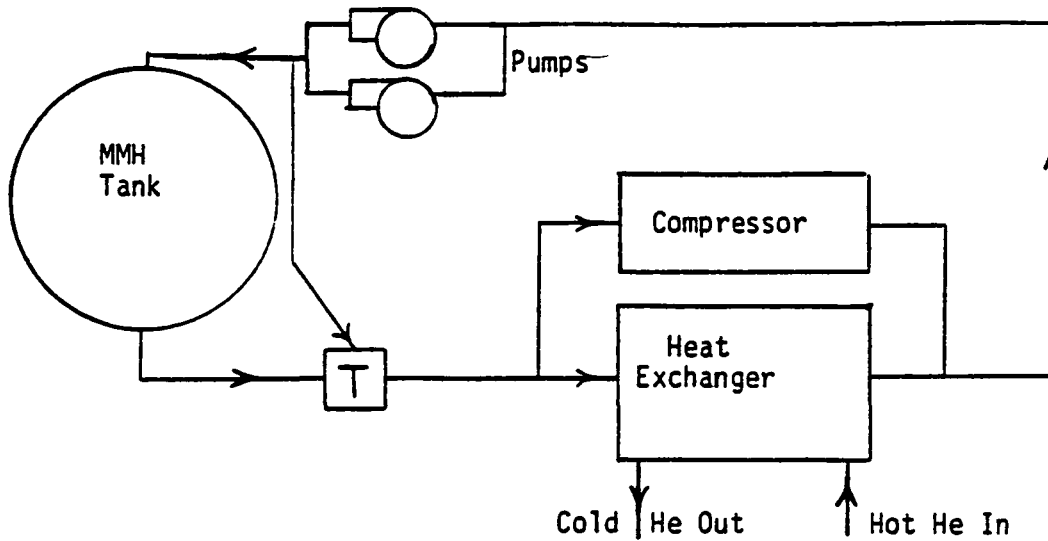 Pumps
MMH
Tank
Compressor
Heat
Exchanger
T
Cold He Out
Hot He In